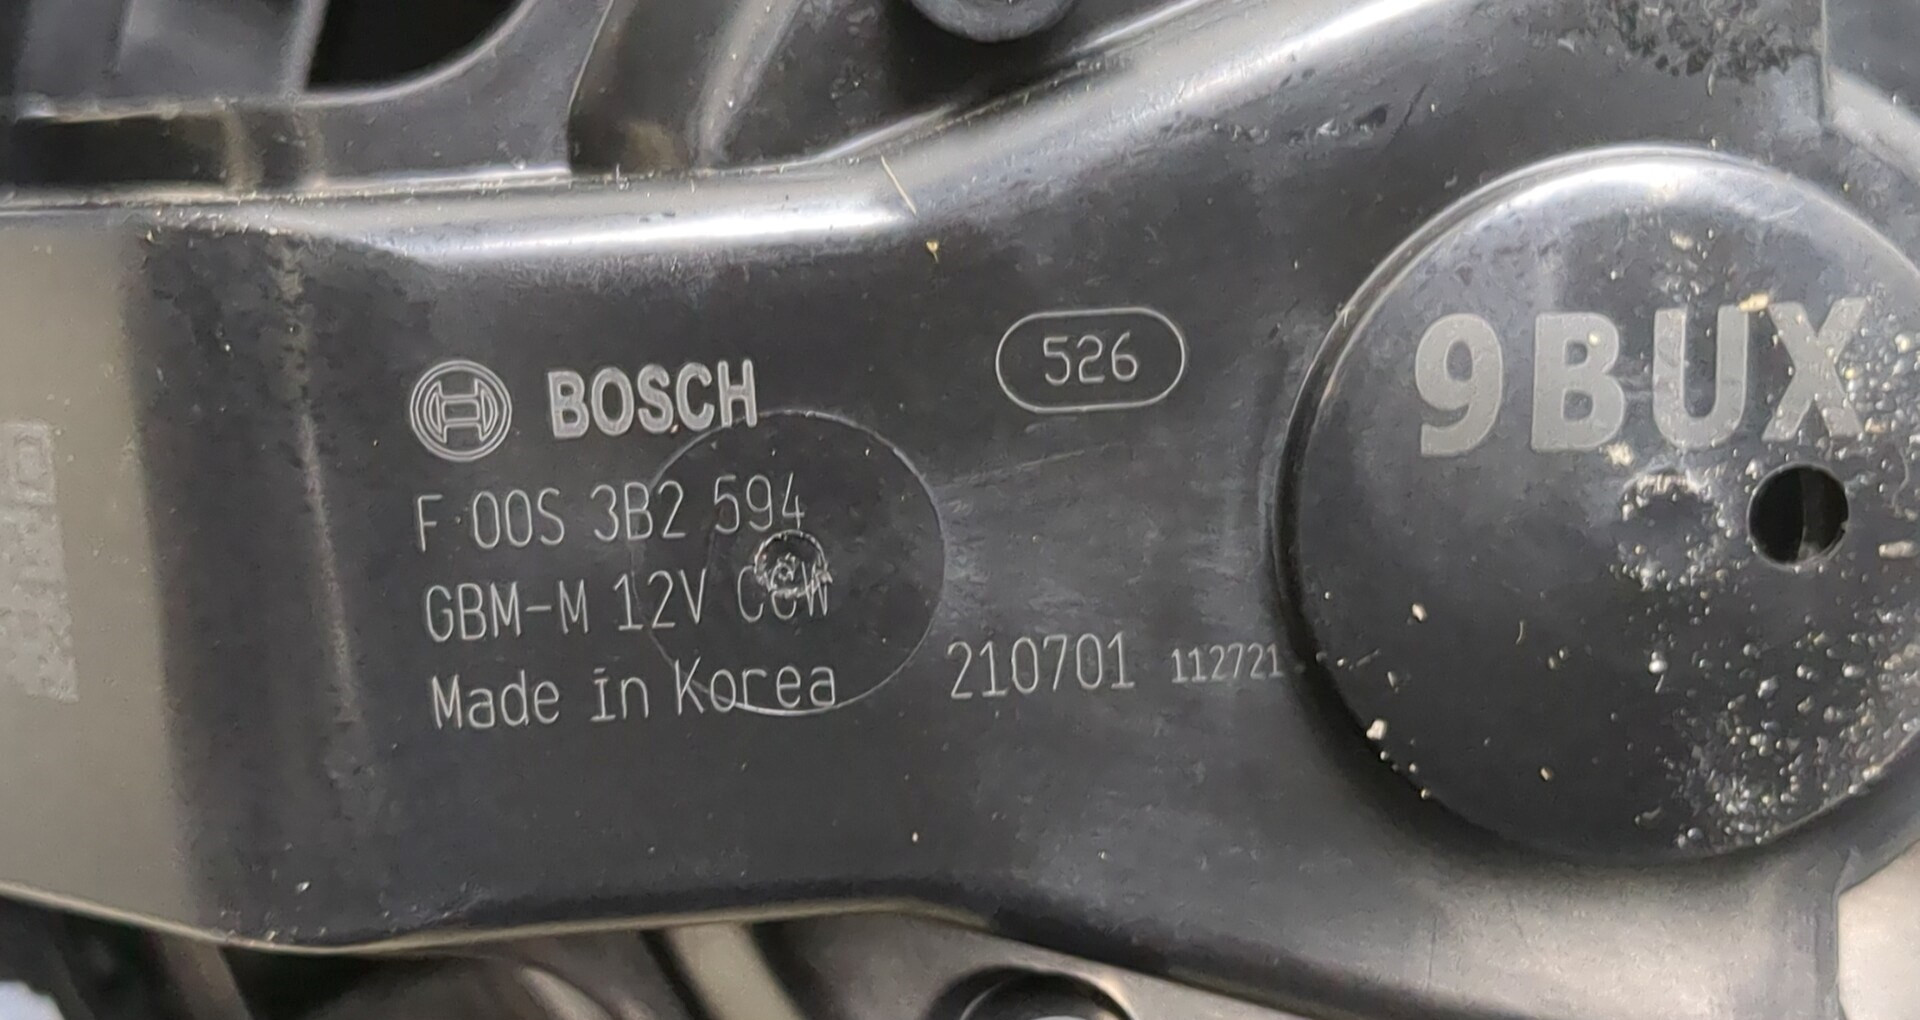 BOSCH
526
9BUX
F 00S 3B2 594
GBM-M 12V CCW
Made in Korea
210701 112721